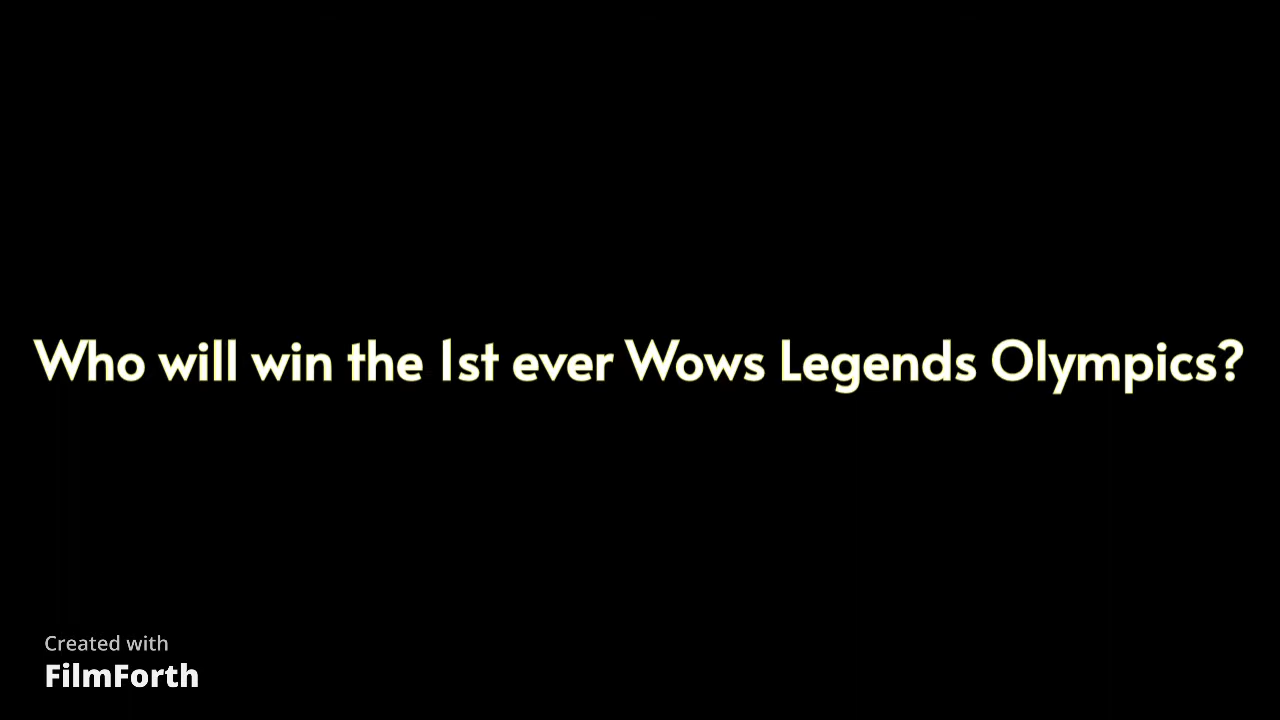 Who will win the 1st ever Wows Legends Olympics?
Created with
FilmForth